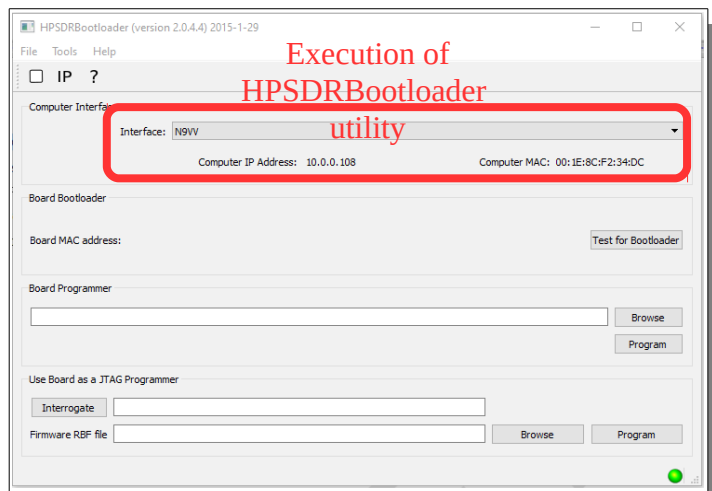 HPSDRBootloader (version 2.0.4.4) 2015-1-29
File Tools Help
Execution of
HPSDRBootloader
utility
IP ?
Computer Interfa
Interface: N9VV
Computer IP Address: 10.0.0.108 Computer MAC: 00:1E:8C:F2:34:DC
Board Bootloader
Board MAC address: Test for Bootloader
Board Programmer
Browse
Program
Use Board as a JTAG Programmer
Interrogate
Firmware RBF file Browse Program